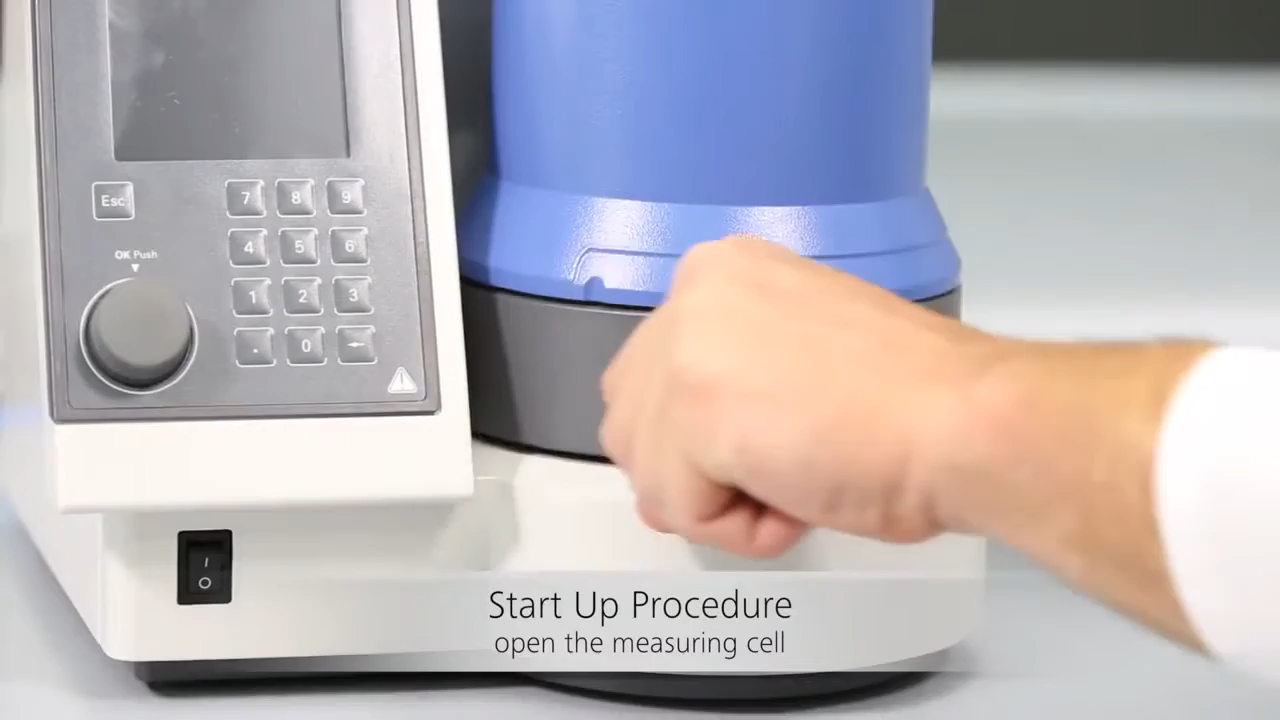 Esc
7 8 9
OK Push
4 5 6
1 2 3
. 0
I
O
Start Up Procedure
open the measuring cell